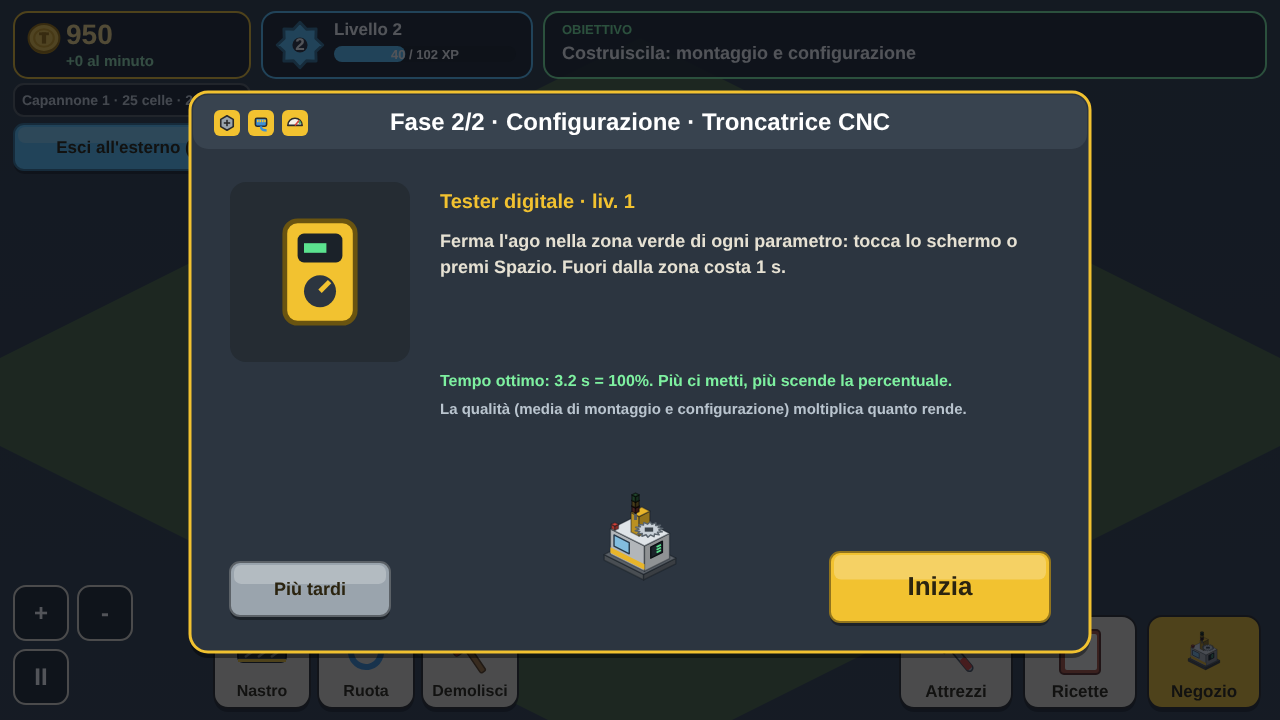 950
+0 al minuto
2
Livello 2
40 / 102 XP
OBIETTIVO
Costruiscila: montaggio e configurazione
Capannone 1 · 25 celle · 2
Esci all'esterno (
Fase 2/2 · Configurazione · Troncatrice CNC
Tester digitale · liv. 1
Ferma l'ago nella zona verde di ogni parametro: tocca lo schermo o
premi Spazio. Fuori dalla zona costa 1 s.
Tempo ottimo: 3.2 s = 100%. Più ci metti, più scende la percentuale.
La qualità (media di montaggio e configurazione) moltiplica quanto rende.
Più tardi
Inizia
+
-
Nastro
Ruota
Demolisci
Attrezzi
Ricette
Negozio